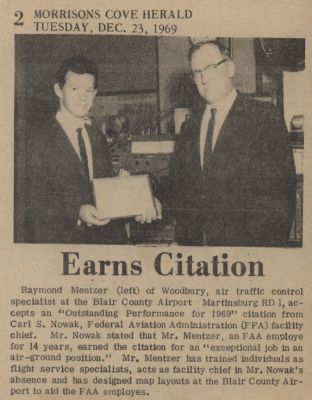 2 MORRISONS COVE HERALD
TUESDAY, DEC. 23, 1969
Earns Citation
Raymond Mentzer (left) of Woodbury, air traffic control
specialist at the Blair County Airport Martinsburg RD 1, ac-
cepts an "Outstanding Performance for 1969" citation from
Carl S. Nowak, Federal Aviation Administration (FFA) facility
chief. Mr. Nowak stated that Mr. Mentzer, an FAA employe
for 14 years, earned the citation for an "exceptional job in an
air-ground position." Mr. Mentzer has trained individuals as
flight service specialists, acts as facility chief in Mr. Nowak's
absence and has designed map layouts at the Blair County Air-
port to aid the FAA employes.